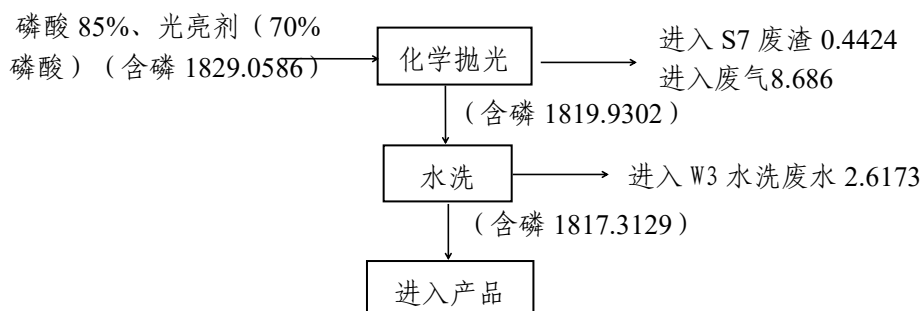 磷酸 85%、光亮剂（70%
磷酸）（含磷 1829.0586）
化学抛光
进入 S7 废渣 0.4424
进入废气8.686
（含磷 1819.9302）
水洗
进入 W3 水洗废水 2.6173
（含磷 1817.3129）
进入产品